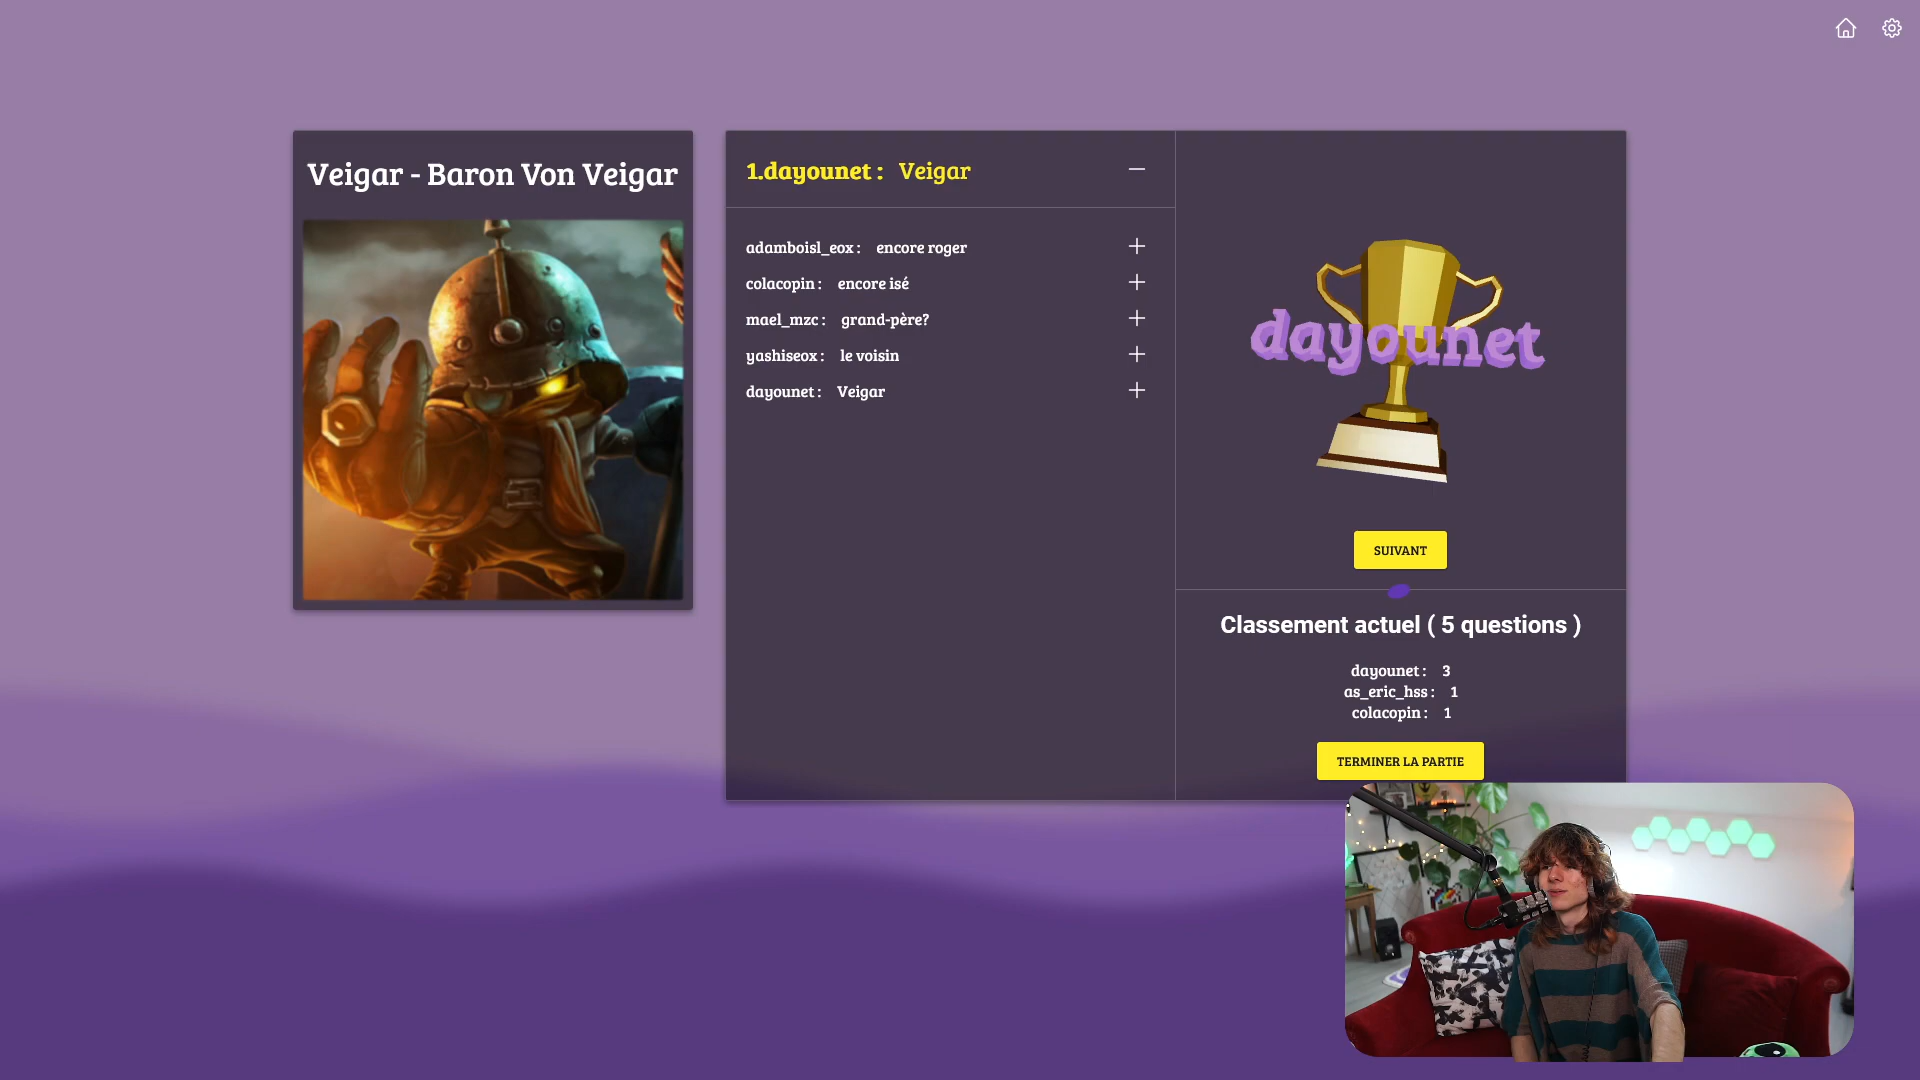 Veigar - Baron Von Veigar
1.dayounet : Veigar
adamboisl_eox : encore roger
colacopin : encore isé
mael_mzc : grand-père?
yashiseox : le voisin
dayounet : Veigar
dayounet
SUIVANT
Classement actuel ( 5 questions )
dayounet : 3
as_eric_hss : 1
colacopin : 1
TERMINER LA PARTIE